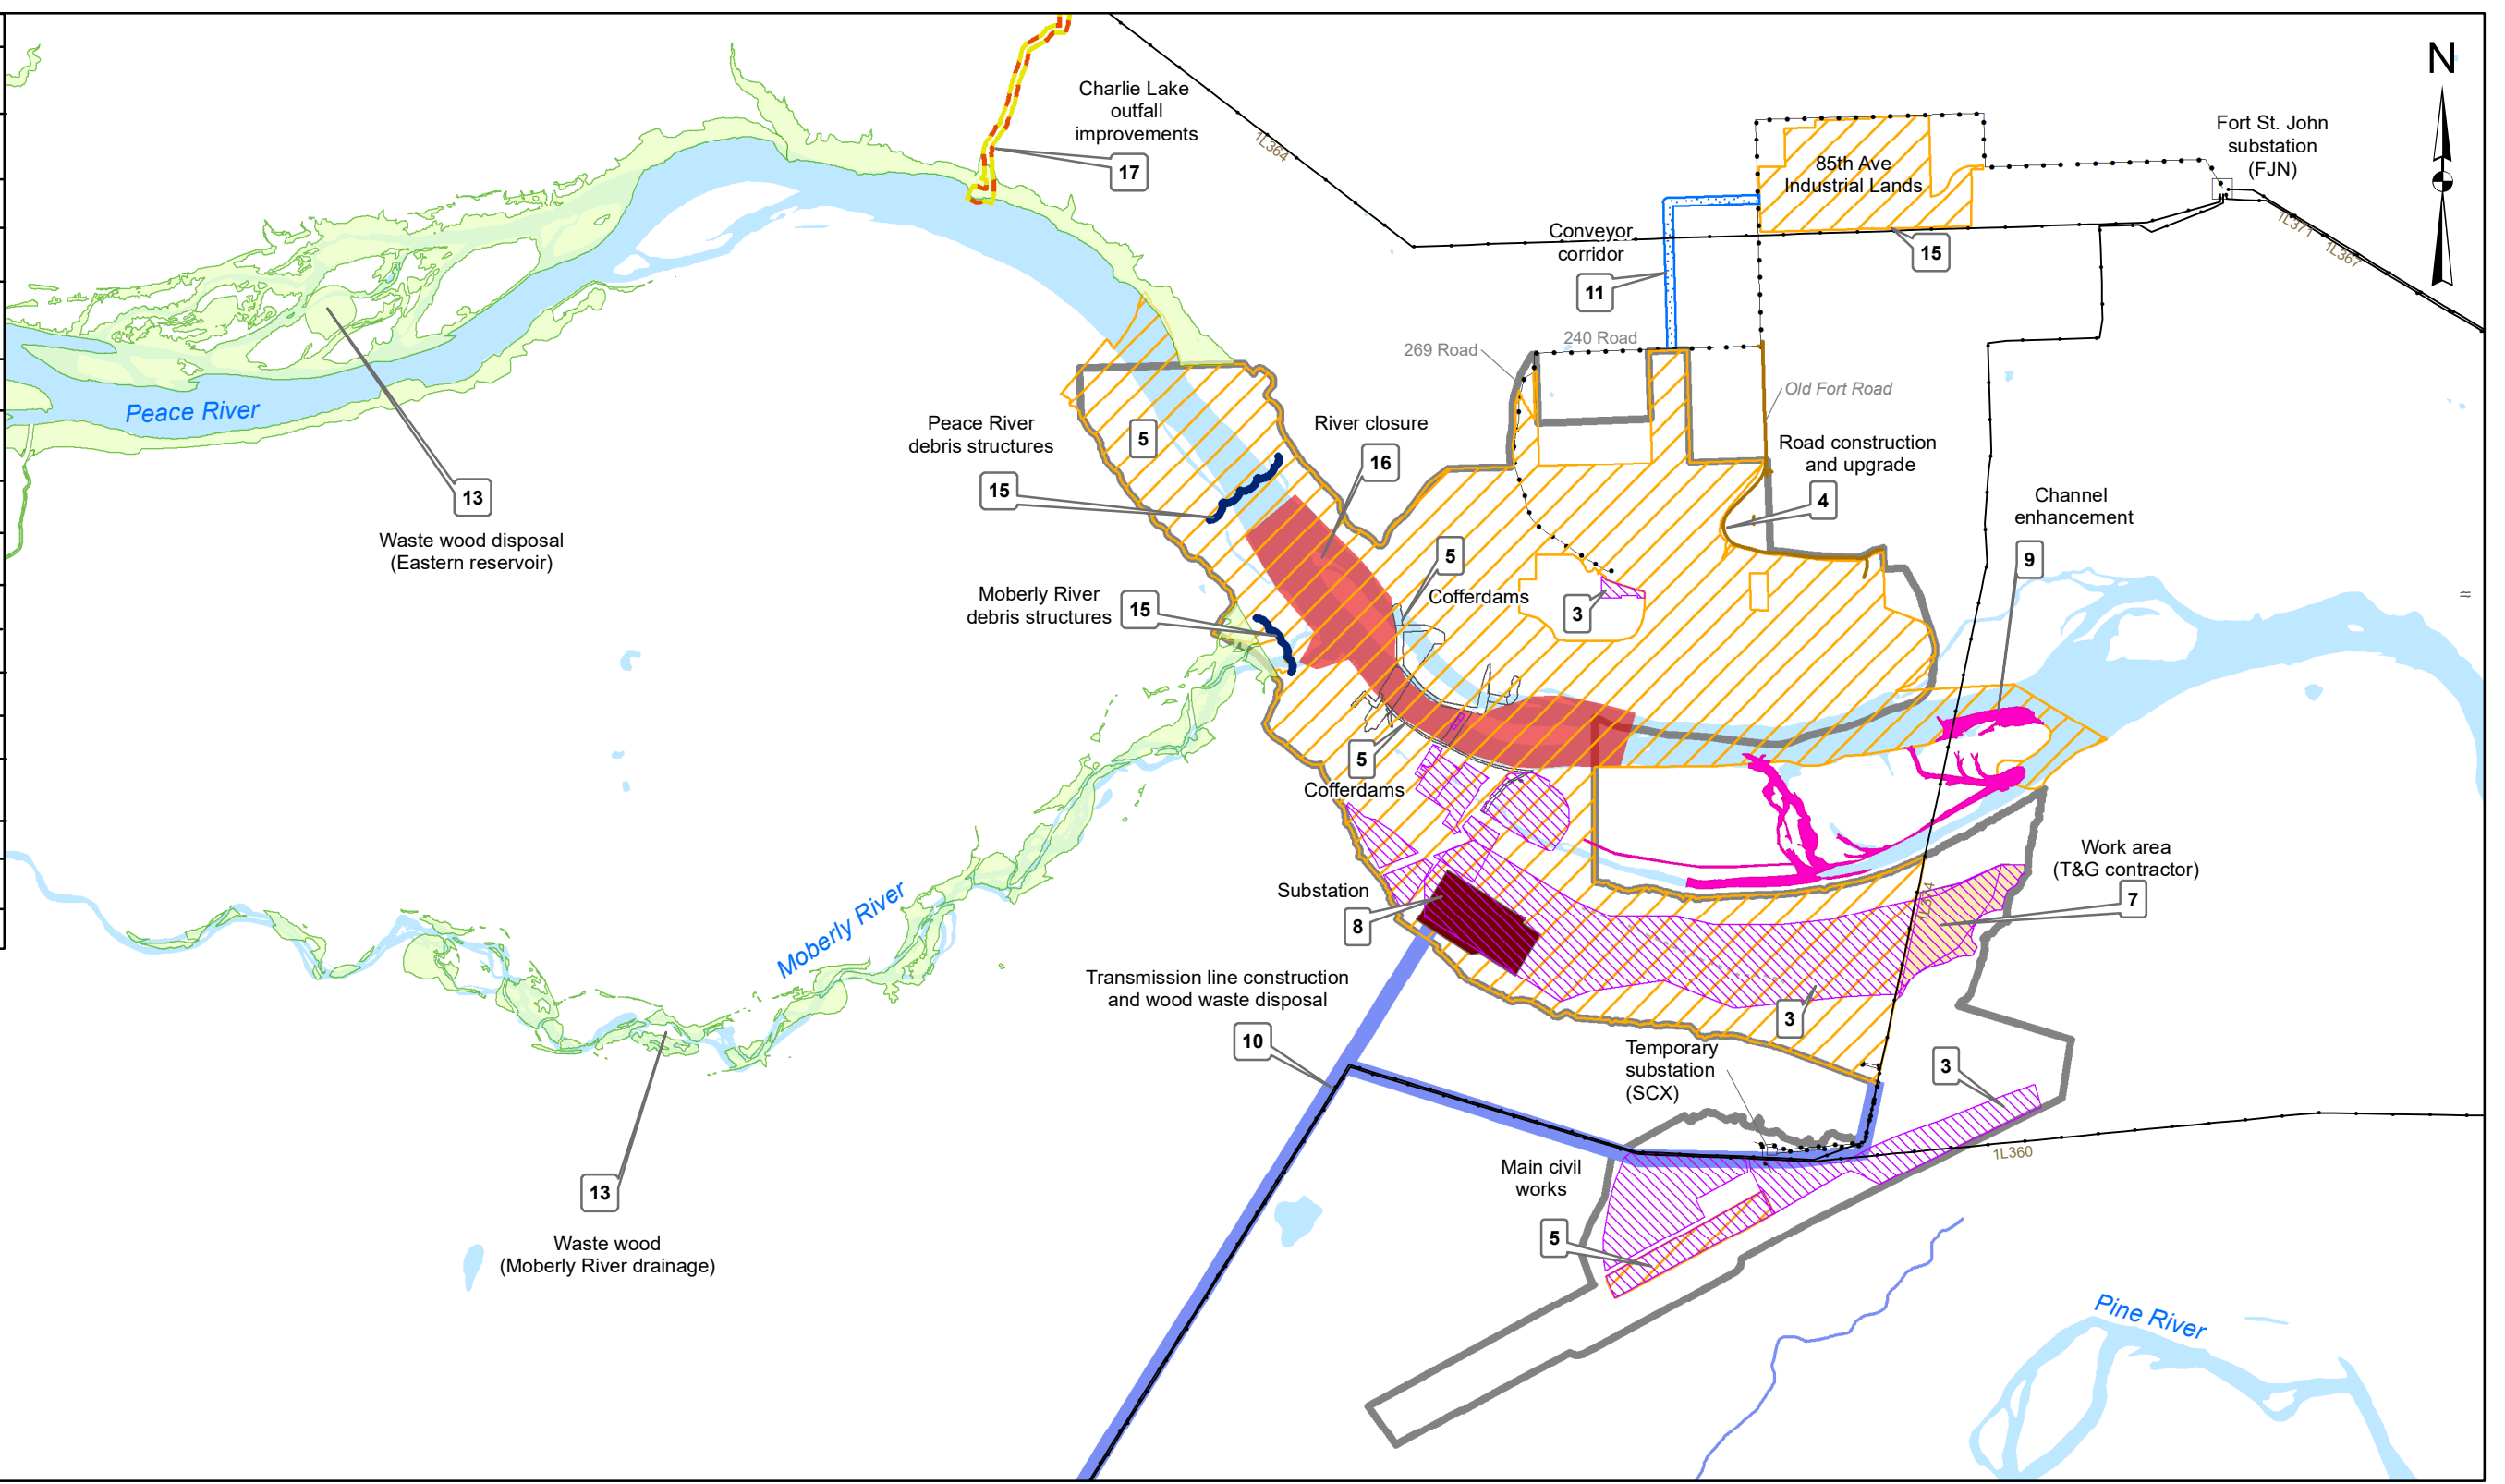 N
Charlie Lake
outfall
improvements
17
1L364
85th Ave
Industrial Lands
Fort St. John
substation
(FJN)
1L371
1L367
15
Conveyor
corridor
11
240 Road
269 Road
Old Fort Road
Peace River
13
Waste wood disposal
(Eastern reservoir)
Peace River
debris structures
15
5
River closure
16
Road construction
and upgrade
4
Channel
enhancement
9
5
Cofferdams
3
Moberly River
debris structures
15
5
Cofferdams
Work area
(T&G contractor)
7
Substation
8
Moberly River
Transmission line construction
and wood waste disposal
10
3
Temporary
substation
(SCX)
3
1L360
Main civil
works
5
13
Waste wood
(Moberly River drainage)
Pine River